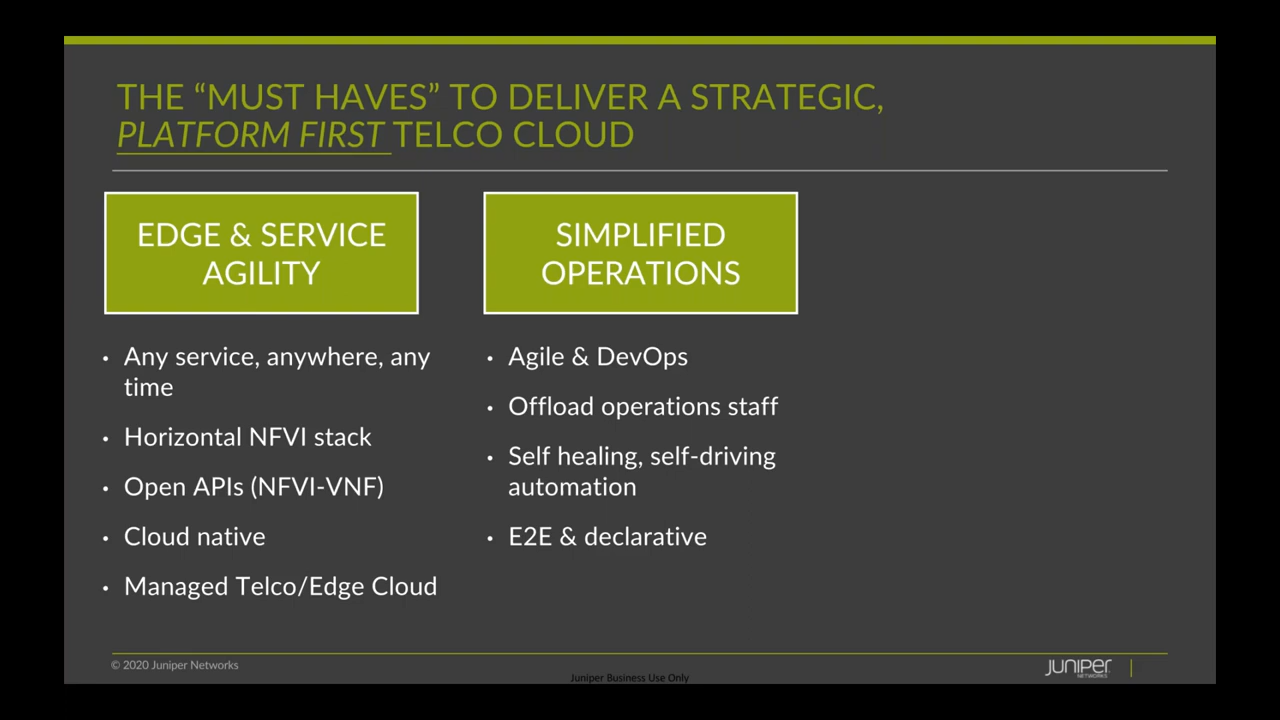 THE “MUST HAVES” TO DELIVER A STRATEGIC,
PLATFORM FIRST TELCO CLOUD
EDGE & SERVICE
AGILITY
• Any service, anywhere, any
time
• Horizontal NFVI stack
• Open APIs (NFVI-VNF)
• Cloud native
• Managed Telco/Edge Cloud
SIMPLIFIED
OPERATIONS
• Agile & DevOps
• Offload operations staff
• Self healing, self-driving
automation
• E2E & declarative
© 2020 Juniper Networks
Juniper Business Use Only
JUNIPER
NETWORKS